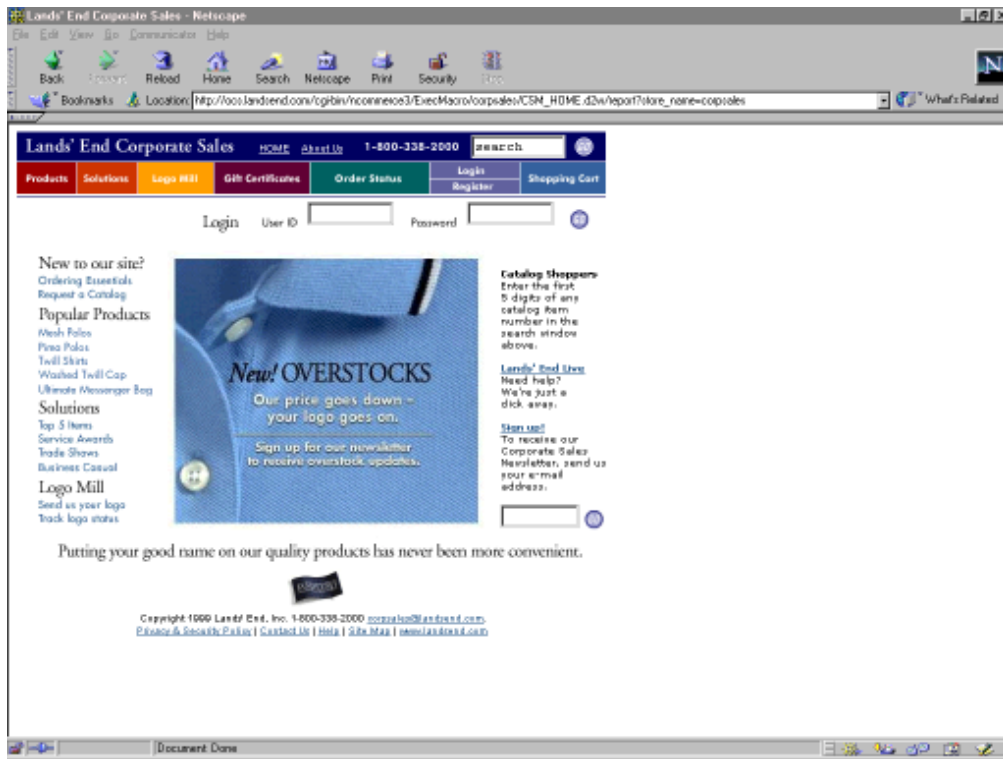 Lands' End Corporate Sales - Netscape
File Edit View Go Communicator Help
Back Forward Reload Home Search Netscape Print Security Stop
Bookmarks Location: http://ocs.landsend.com/cgibin/ncommerce3/ExecMacro/corpsales/CSM_HOME.d2w/report?store_name=corpsales What's Related
Lands' End Corporate Sales HOME About Us 1-800-338-2000 search GO
Products Solutions Logo Mill Gift Certificates Order Status Login Register Shopping Cart
Login User ID Password GO
New to our site?
Ordering Essentials
Request a Catalog
Popular Products
Mesh Polos
Pima Polos
Twill Shirts
Washed Twill Cap
Ultimate Messenger Bag
Solutions
Top 5 Items
Service Awards
Trade Shows
Business Casual
Logo Mill
Send us your logo
Track logo status
New! OVERSTOCKS
Our price goes down –
your logo goes on.
Sign up for our newsletter
to receive overstock updates.
Catalog Shoppers
Enter the first
5 digits of any
catalog item
number in the
search window
above.
Lands' End Live
Need help?
We're just a
click away.
Sign up!
To receive our
Corporate Sales
Newsletter, send us
your e-mail
address.
GO
Putting your good name on our quality products has never been more convenient.
Copyright 1999 Lands' End, Inc. 1-800-338-2000 corpsales@landsend.com.
Privacy & Security Policy | Contact Us | Help | Site Map | www.landsend.com
Document Done